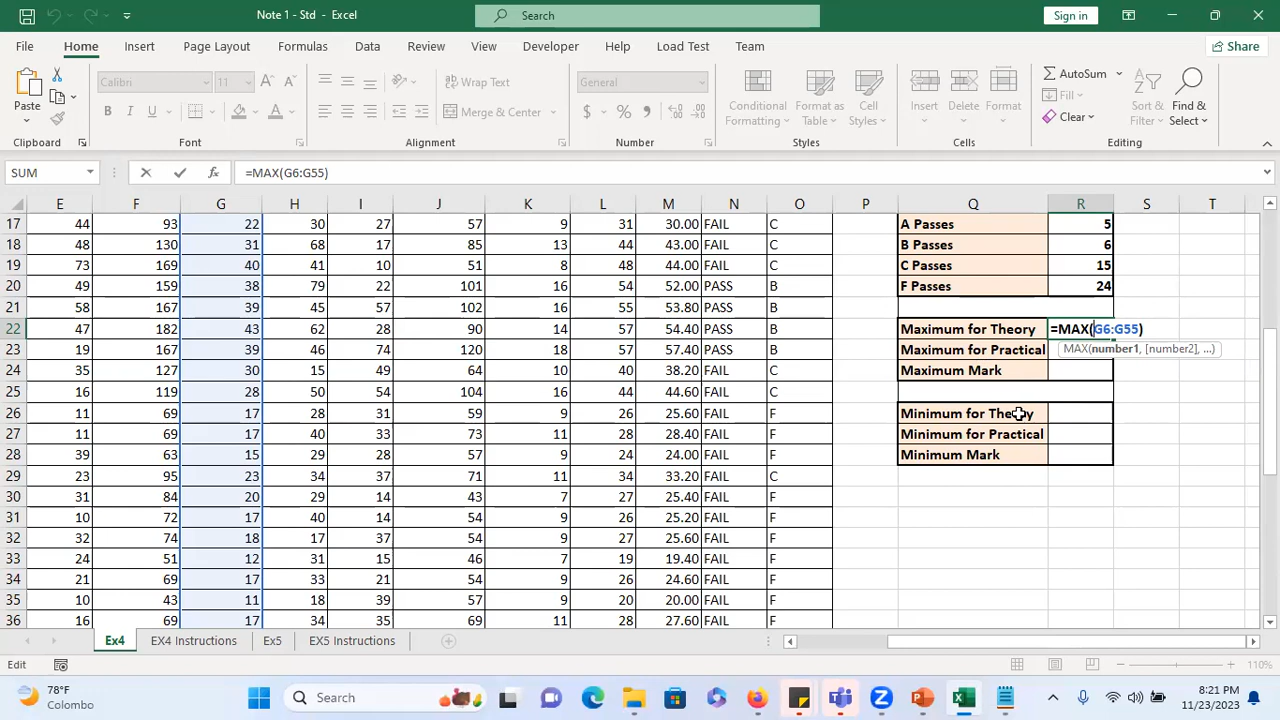 Note 1 - Std - Excel
Search
Sign in
File Home Insert Page Layout Formulas Data Review View Developer Help Load Test Team
Share
Paste
Calibri 11
Wrap Text
General
Conditional Formatting
Format as Table
Cell Styles
Insert Delete Format
AutoSum
Fill
Clear
Sort & Filter
Find & Select
Merge & Center
Clipboard Font Alignment Number Styles Cells Editing
SUM =MAX(G6:G55)
E F G H I J K L M N O P Q R S T
17 44 93 22 30 27 57 9 31 30.00 FAIL C A Passes 5
18 48 130 31 68 17 85 13 44 43.00 FAIL C B Passes 6
19 73 169 40 41 10 51 8 48 44.00 FAIL C C Passes 15
20 49 159 38 79 22 101 16 54 52.00 PASS B F Passes 24
21 58 167 39 45 57 102 16 55 53.80 PASS B
22 47 182 43 62 28 90 14 57 54.40 PASS B Maximum for Theory =MAX(G6:G55)
23 19 167 39 46 74 120 18 57 57.40 PASS B Maximum for Practical MAX(number1, [number2], ...)
24 35 127 30 15 49 64 10 40 38.20 FAIL C Maximum Mark
25 16 119 28 50 54 104 16 44 44.60 FAIL C
26 11 69 17 28 31 59 9 26 25.60 FAIL F Minimum for Theory
27 11 69 17 40 33 73 11 28 28.40 FAIL F Minimum for Practical
28 39 63 15 29 28 57 9 24 24.00 FAIL F Minimum Mark
29 23 95 23 34 37 71 11 34 33.20 FAIL C
30 31 84 20 29 14 43 7 27 25.40 FAIL F
31 10 72 17 40 14 54 9 26 25.20 FAIL F
32 32 74 18 17 37 54 9 27 25.60 FAIL F
33 24 51 12 31 15 46 7 19 19.40 FAIL F
34 21 69 17 33 21 54 9 26 24.60 FAIL F
35 10 43 11 18 39 57 9 20 20.00 FAIL F
36 16 69 17 34 35 69 11 28 27.60 FAIL F
Ex4 EX4 Instructions Ex5 EX5 Instructions
Edit 110%
78°F
Colombo
Search
8:21 PM
11/23/2023